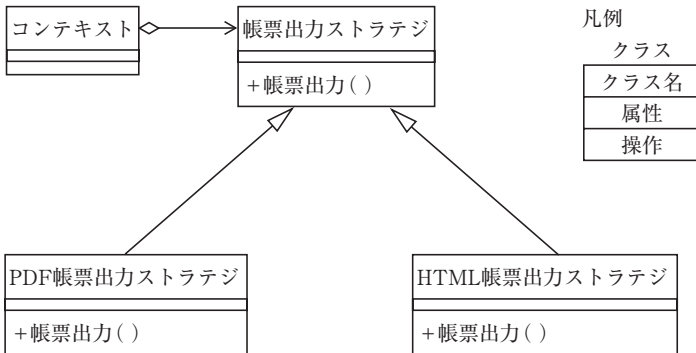 コンテキスト
帳票出力ストラテジ
+帳票出力( )
凡例
クラス
クラス名
属性
操作
PDF帳票出力ストラテジ
+帳票出力( )
HTML帳票出力ストラテジ
+帳票出力( )